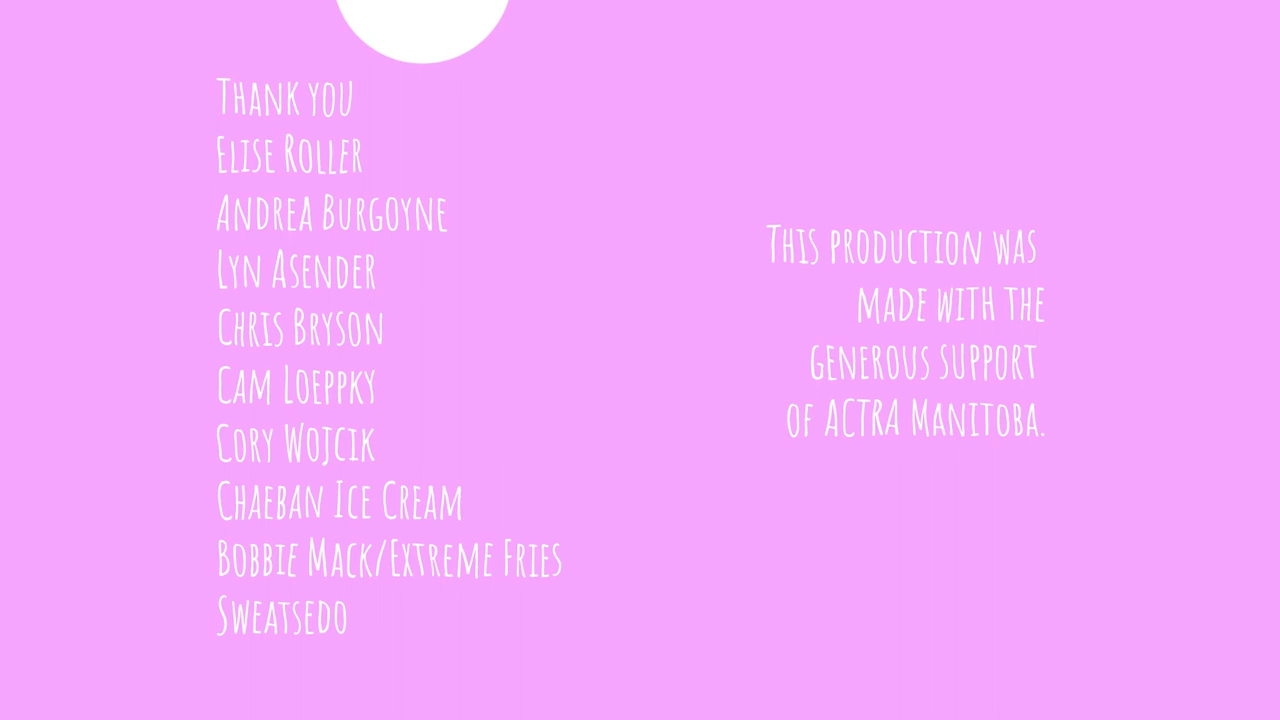 Thank you
Elise Roller
Andrea Burgoyne
Lyn Asender
Chris Bryson
Cam Loeppky
Cory Wojcik
Chaeban Ice Cream
Bobbie Mack/Extreme Fries
Sweatsedo
This production was
made with the
generous support
of ACTRA Manitoba.